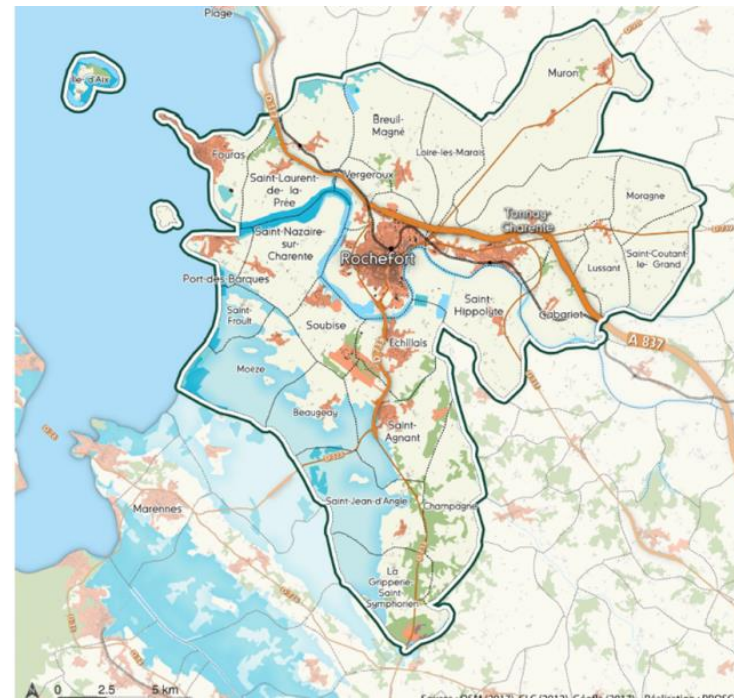 Plage
Île-d'Aix
Muron
Breuil-
Magné
Loire-les-Marais
Fouras
Saint-Laurent-
de-la-
Prée
Vergeroux
Moragne
Tonnay-
Charente
Saint-Nazaire-
sur-
Charente
Rochefort
Saint-Coutant
le-Grand
Lussant
Port-des-Barques
Saint-
Froult
Saint-
Hippolyte
Cabariot
Soubise
Echillais
A 837
Moëze
Beaugeay
Saint-
Agnant
Saint-Jean-d'Angle
Champagne
Marennes
La
Gripperie
Saint-
Symphorien
0 2.5 5 km